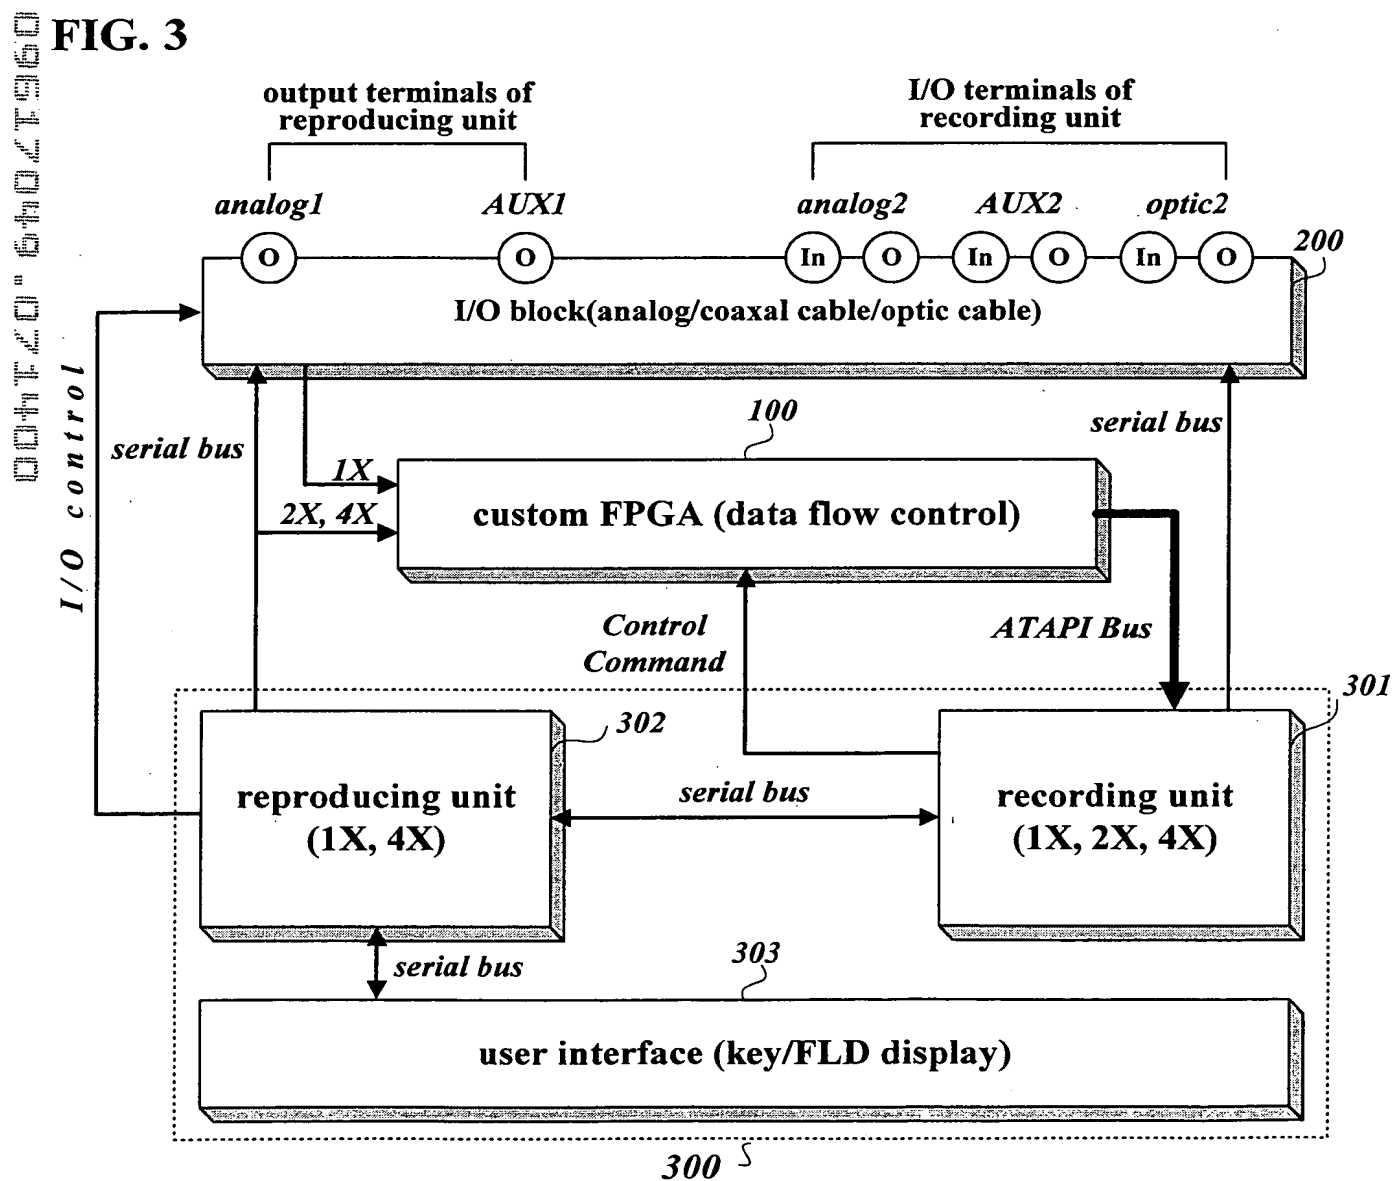 FIG. 3
output terminals of
reproducing unit
I/O terminals of
recording unit
analog1
AUX1
analog2
AUX2
optic2
O
O
In
O
In
O
In
O
200
I/O block(analog/coaxal cable/optic cable)
I/O control
serial bus
100
serial bus
1X
2X, 4X
custom FPGA (data flow control)
Control
Command
ATAPI Bus
302
301
reproducing unit
(1X, 4X)
serial bus
recording unit
(1X, 2X, 4X)
serial bus
303
user interface (key/FLD display)
300